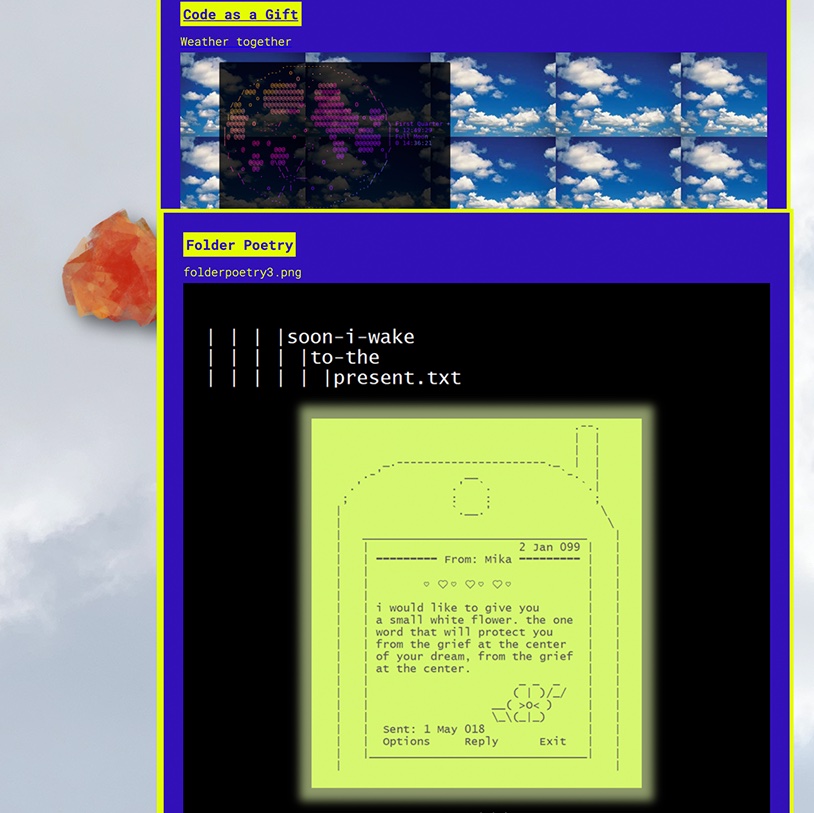 Code as a Gift
Weather together
First Quarter
Full Moon
Folder Poetry
folderpoetry3.png
| | | |soon-i-wake
| | | | |to-the
| | | | | |present.txt
2 Jan 099
From: Mika
i would like to give you
a small white flower. the one
word that will protect you
from the grief at the center
of your dream, from the grief
at the center.
Sent: 1 May 018
Options Reply Exit